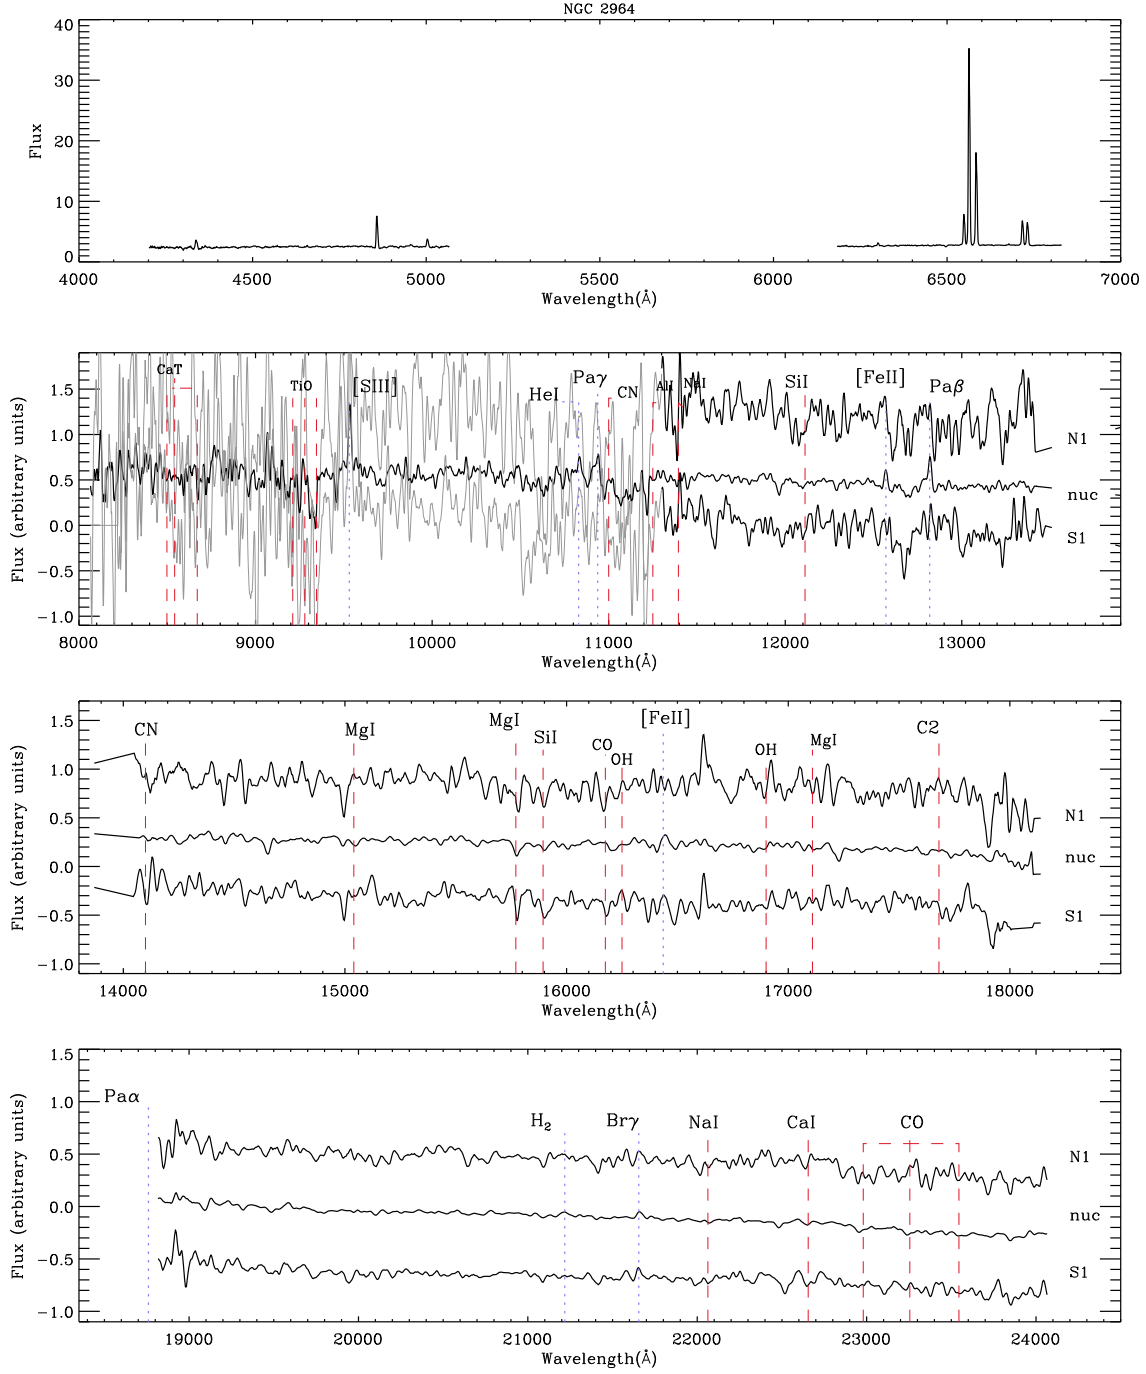 NGC 2964
40
30
20
10
0
Flux
4000 4500 5000 5500 6000 6500 7000
Wavelength(Å)
CaT TiO [SIII] HeI Paγ CN AlI NaI SiI [FeII] Paβ
1.5
1.0
0.5
0.0
−0.5
−1.0
Flux (arbitrary units)
N1
nuc
S1
8000 9000 10000 11000 12000 13000
Wavelength(Å)
CN MgI MgI SiI CO OH [FeII] OH MgI C2
1.5
1.0
0.5
0.0
−0.5
−1.0
Flux (arbitrary units)
N1
nuc
S1
14000 15000 16000 17000 18000
Wavelength(Å)
Paα H₂ Brγ NaI CaI CO
1.5
1.0
0.5
0.0
−0.5
−1.0
Flux (arbitrary units)
N1
nuc
S1
19000 20000 21000 22000 23000 24000
Wavelength(Å)